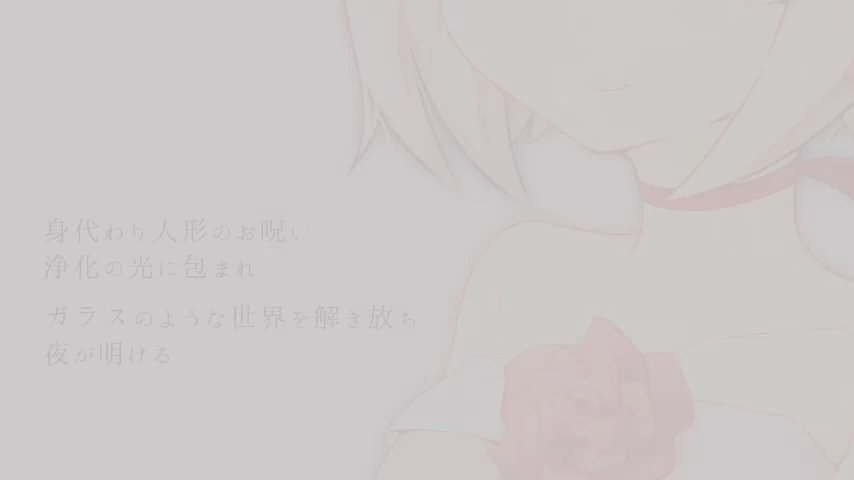 身代わり人形のお呪い
浄化の光に包まれ
ガラスのような世界を解き放ち
夜が明ける